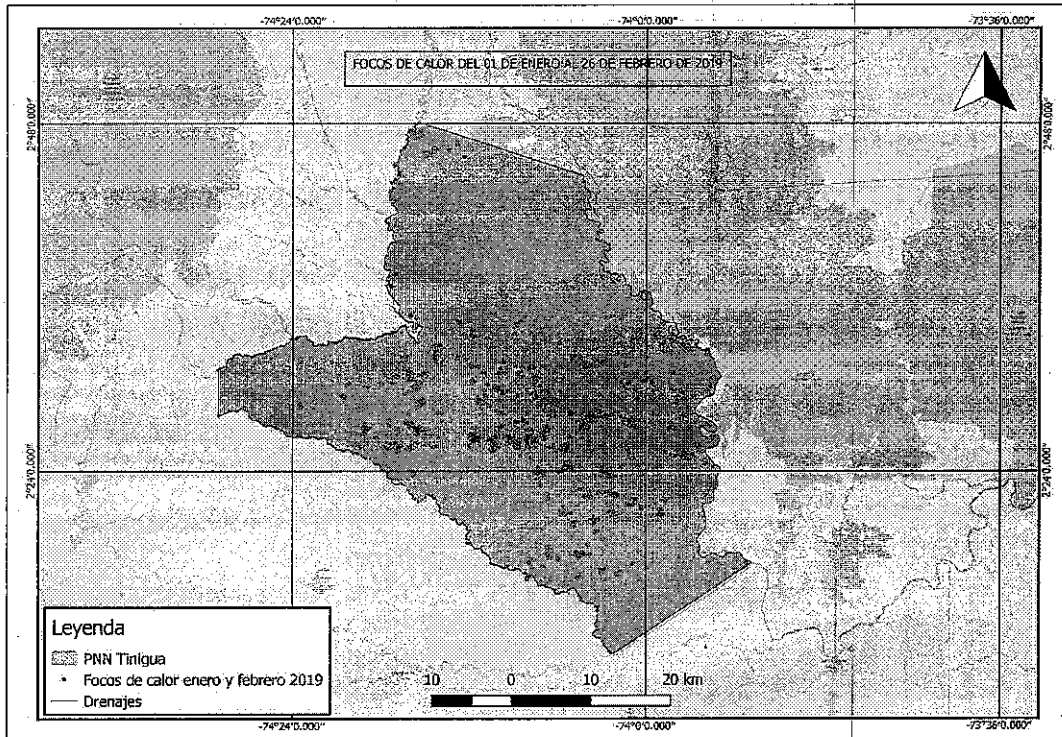 -74°24'0.000" -74°0'0.000" -73°36'0.000"
FOCOS DE CALOR DEL 01 DE ENERO AL 26 DE FEBRERO DE 2019
2°48'0.000" 2°48'0.000"
2°24'0.000" 2°24'0.000"
Leyenda
PNN Tinigua
Focos de calor enero y febrero 2019
Drenajes
10 0 10 20 km
-74°24'0.000" -74°0'0.000" -73°36'0.000"